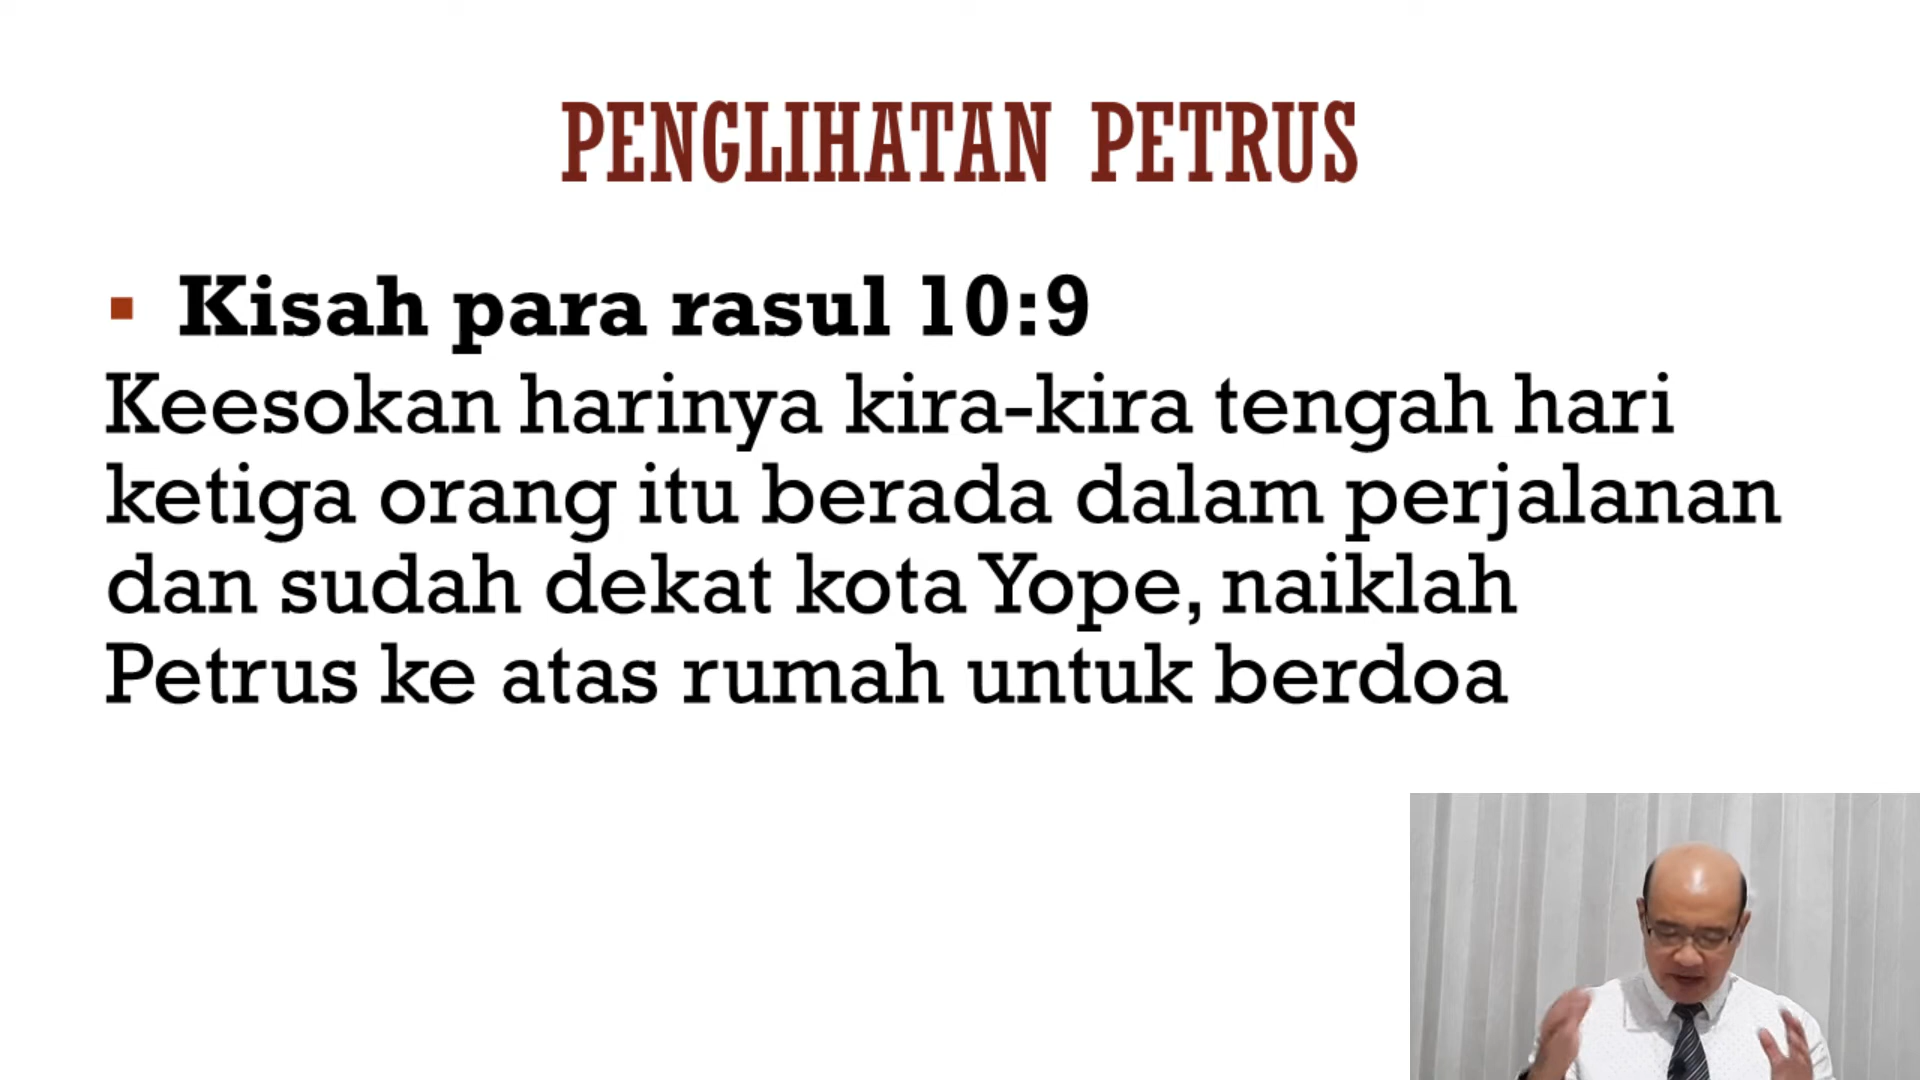 PENGLIHATAN PETRUS
▪ Kisah para rasul 10:9
Keesokan harinya kira-kira tengah hari
ketiga orang itu berada dalam perjalanan
dan sudah dekat kota Yope, naiklah
Petrus ke atas rumah untuk berdoa